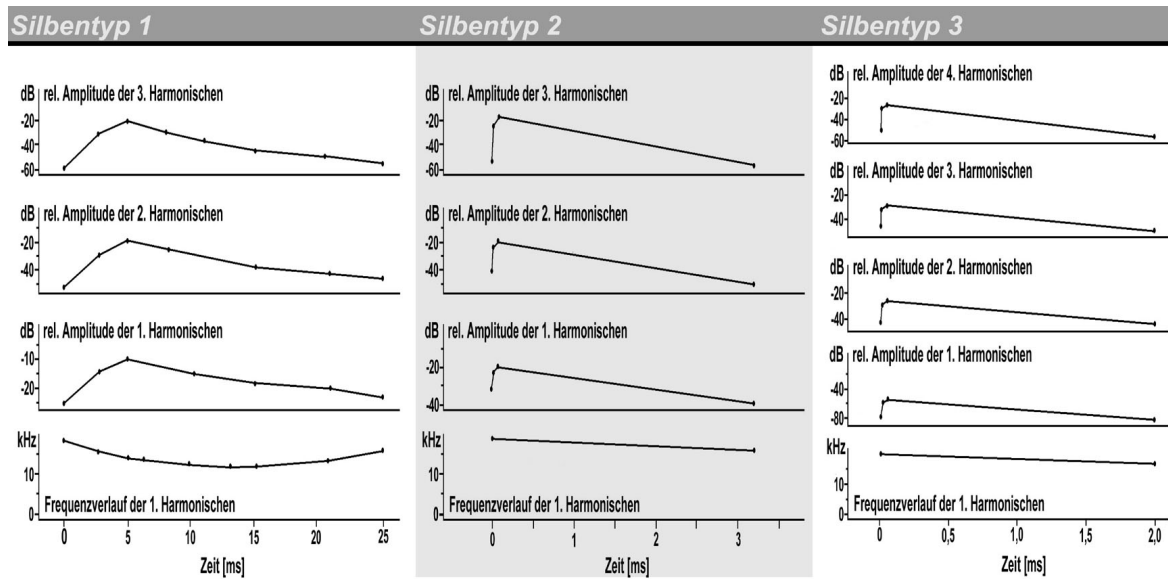 Silbentyp 1
dB rel. Amplitude der 3. Harmonischen
-20
-40
-60
dB rel. Amplitude der 2. Harmonischen
-20
-40
dB rel. Amplitude der 1. Harmonischen
-10
-20
kHz
10
0
Frequenzverlauf der 1. Harmonischen
0 5 10 15 20 25
Zeit [ms]
Silbentyp 2
dB rel. Amplitude der 3. Harmonischen
-20
-40
-60
dB rel. Amplitude der 2. Harmonischen
-20
-40
dB rel. Amplitude der 1. Harmonischen
-20
-40
kHz
10
0
Frequenzverlauf der 1. Harmonischen
0 1 2 3
Zeit [ms]
Silbentyp 3
dB rel. Amplitude der 4. Harmonischen
-20
-40
-60
dB rel. Amplitude der 3. Harmonischen
-20
-40
dB rel. Amplitude der 2. Harmonischen
-20
-40
dB rel. Amplitude der 1. Harmonischen
-40
-80
kHz
10
0
Frequenzverlauf der 1. Harmonischen
0 0,5 1,0 1,5 2,0
Zeit [ms]